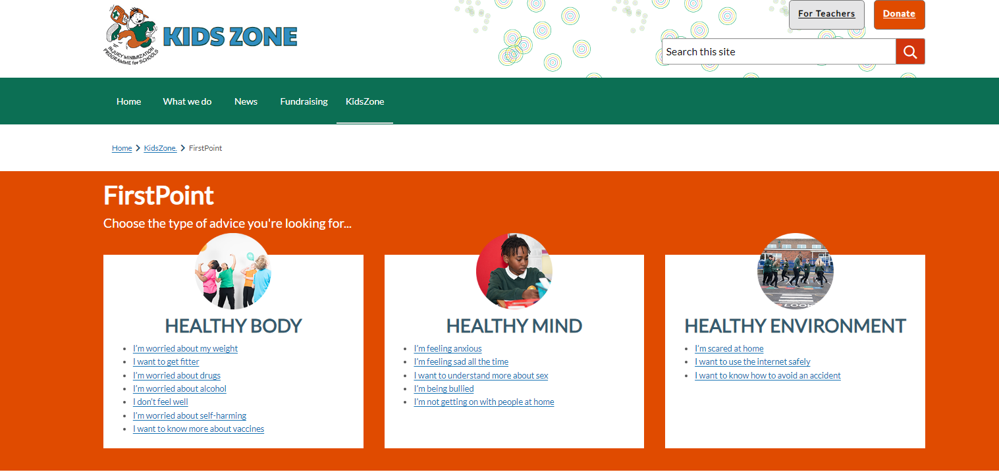 For Teachers
Donate
INJURY MINIMIZATION
PROGRAMME for SCHOOLS
KIDS ZONE
Search this site
Home
What we do
News
Fundraising
KidsZone
Home > KidsZone. > FirstPoint
FirstPoint
Choose the type of advice you're looking for...
LOOK
HEALTHY BODY
• I’m worried about my weight
• I want to get fitter
• I’m worried about drugs
• I’m worried about alcohol
• I don’t feel well
• I’m worried about self-harming
• I want to know more about vaccines
HEALTHY MIND
• I’m feeling anxious
• I’m feeling sad all the time
• I want to understand more about sex
• I’m being bullied
• I’m not getting on with people at home
HEALTHY ENVIRONMENT
• I’m scared at home
• I want to use the internet safely
• I want to know how to avoid an accident